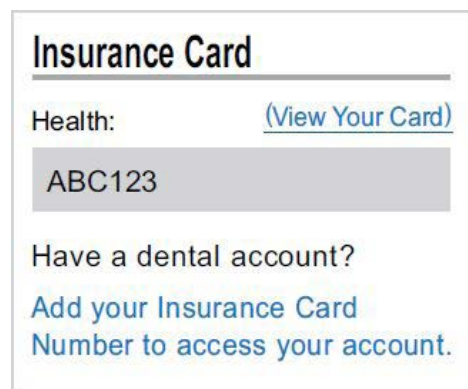 Insurance Card
Health: (View Your Card)
ABC123
Have a dental account?
Add your Insurance Card
Number to access your account.